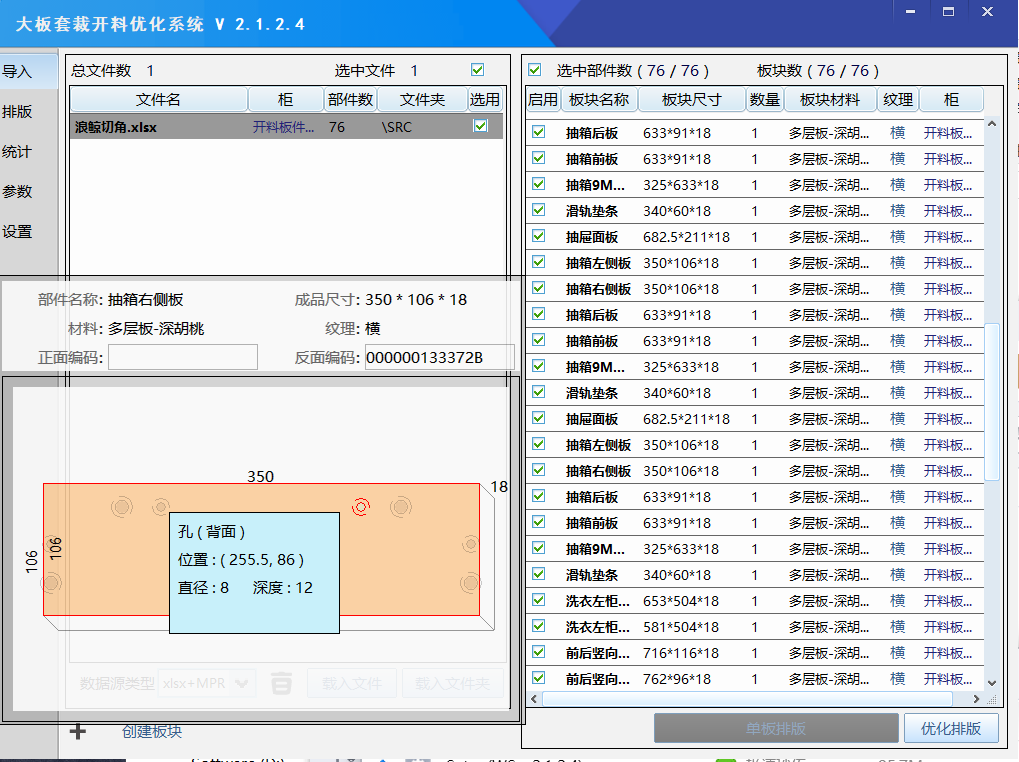 大板套裁开料优化系统 V 2.1.2.4
导入
排版
统计
参数
设置
总文件数 1 选中文件 1
文件名 柜 部件数 文件夹 选用
浪鲸切角.xlsx 开料板件... 76 \SRC
部件名称: 抽箱右侧板 成品尺寸: 350 * 106 * 18
材料: 多层板-深胡桃 纹理: 横
正面编码: 反面编码: 000000133372B
350
18
106
106
孔 ( 背面 )
位置 : ( 255.5, 86 )
直径 : 8 深度 : 12
数据源类型 xlsx+MPR 载入文件 载入文件夹
创建板块
选中部件数 ( 76 / 76 ) 板块数 ( 76 / 76 )
启用 板块名称 板块尺寸 数量 板块材料 纹理 柜
抽箱后板 633*91*18 1 多层板-深胡... 横 开料板...
抽箱前板 633*91*18 1 多层板-深胡... 横 开料板...
抽箱9M... 325*633*18 1 多层板-深胡... 横 开料板...
滑轨垫条 340*60*18 1 多层板-深胡... 横 开料板...
抽屉面板 682.5*211*18 1 多层板-深胡... 横 开料板...
抽箱左侧板 350*106*18 1 多层板-深胡... 横 开料板...
抽箱右侧板 350*106*18 1 多层板-深胡... 横 开料板...
抽箱后板 633*91*18 1 多层板-深胡... 横 开料板...
抽箱前板 633*91*18 1 多层板-深胡... 横 开料板...
抽箱9M... 325*633*18 1 多层板-深胡... 横 开料板...
滑轨垫条 340*60*18 1 多层板-深胡... 横 开料板...
抽屉面板 682.5*211*18 1 多层板-深胡... 横 开料板...
抽箱左侧板 350*106*18 1 多层板-深胡... 横 开料板...
抽箱右侧板 350*106*18 1 多层板-深胡... 横 开料板...
抽箱后板 633*91*18 1 多层板-深胡... 横 开料板...
抽箱前板 633*91*18 1 多层板-深胡... 横 开料板...
抽箱9M... 325*633*18 1 多层板-深胡... 横 开料板...
滑轨垫条 340*60*18 1 多层板-深胡... 横 开料板...
洗衣左柜... 653*504*18 1 多层板-深胡... 横 开料板...
洗衣左柜... 581*504*18 1 多层板-深胡... 横 开料板...
前后竖向... 716*116*18 1 多层板-深胡... 横 开料板...
前后竖向... 762*96*18 1 多层板-深胡... 横 开料板...
单板排版 优化排版